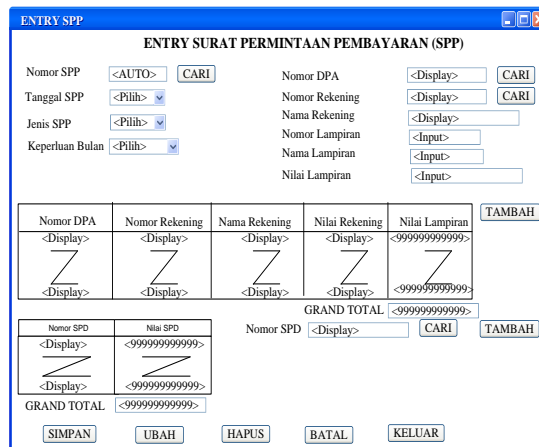 ENTRY SPP
ENTRY SURAT PERMINTAAN PEMBAYARAN (SPP)
Nomor SPP <AUTO> CARI
Tanggal SPP <Pilih>
Jenis SPP <Pilih>
Keperluan Bulan <Pilih>
Nomor DPA <Display> CARI
Nomor Rekening <Display> CARI
Nama Rekening <Display>
Nomor Lampiran <Input>
Nama Lampiran <Input>
Nilai Lampiran <Input>
TAMBAH
Nomor DPA Nomor Rekening Nama Rekening Nilai Rekening Nilai Lampiran
<Display> <Display> <Display> <Display> <999999999999>
<Display> <Display> <Display> <Display> <999999999999>
GRAND TOTAL <999999999999>
Nomor SPD Nilai SPD
<Display> <999999999999>
<Display> <999999999999>
GRAND TOTAL <999999999999>
Nomor SPD <Display> CARI TAMBAH
SIMPAN UBAH HAPUS BATAL KELUAR